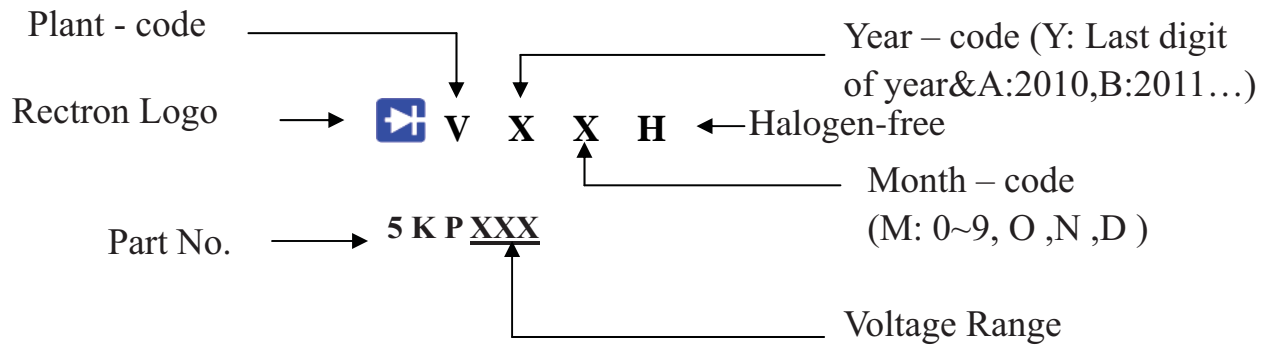 Plant - code
Year – code (Y: Last digit
of year&A:2010,B:2011…)
Rectron Logo
V X X H
Halogen-free
Month – code
(M: 0~9, O ,N ,D )
Part No.
5 K P XXX
Voltage Range